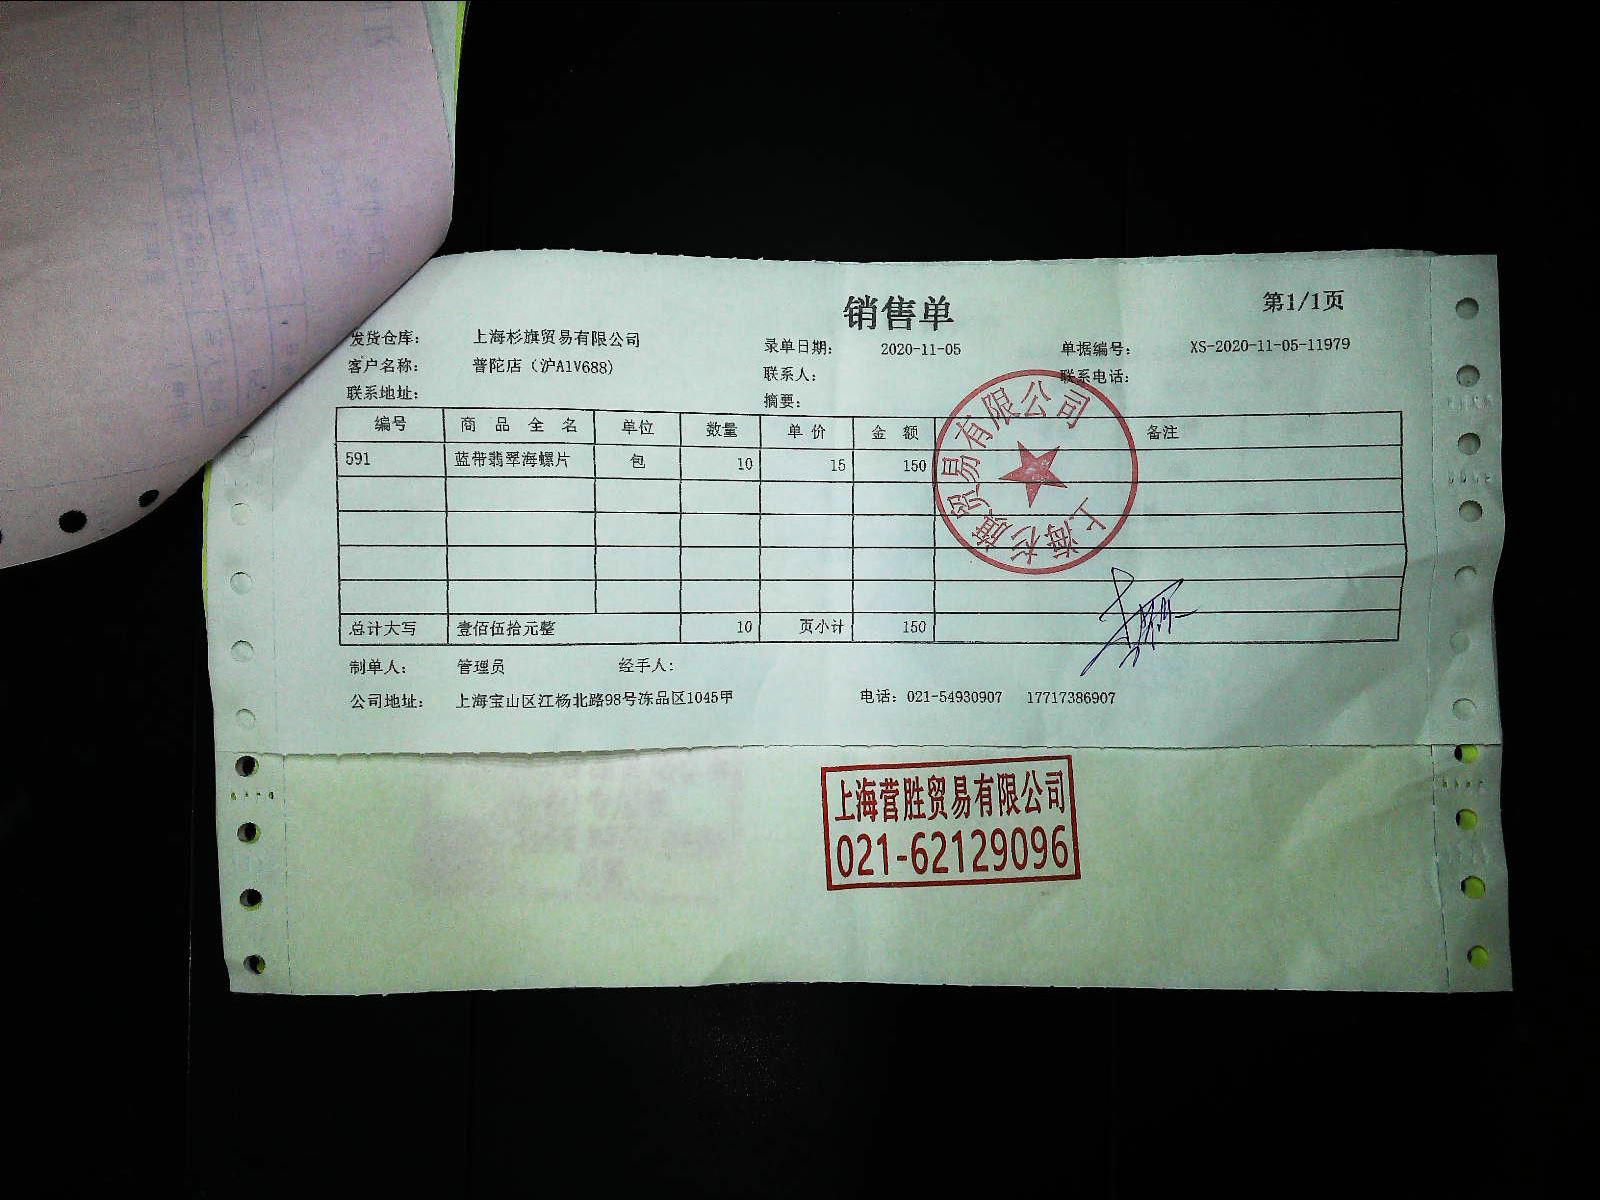 销售单
第1/1页
发货仓库： 上海杉旗贸易有限公司
录单日期： 2020-11-05
单据编号： XS-2020-11-05-11979
客户名称： 普陀店（沪A1V688）
联系人：
联系电话：
联系地址：
摘要：
编号 商品全名 单位 数量 单价 金额 备注
591 蓝带翡翠海螺片 包 10 15 150
总计大写 壹佰伍拾元整 10 页小计 150
制单人： 管理员 经手人：
公司地址： 上海宝山区江杨北路98号冻品区1045甲 电话：021-54930907 17717386907
上海杉旗贸易有限公司
上海营胜贸易有限公司
021-62129096